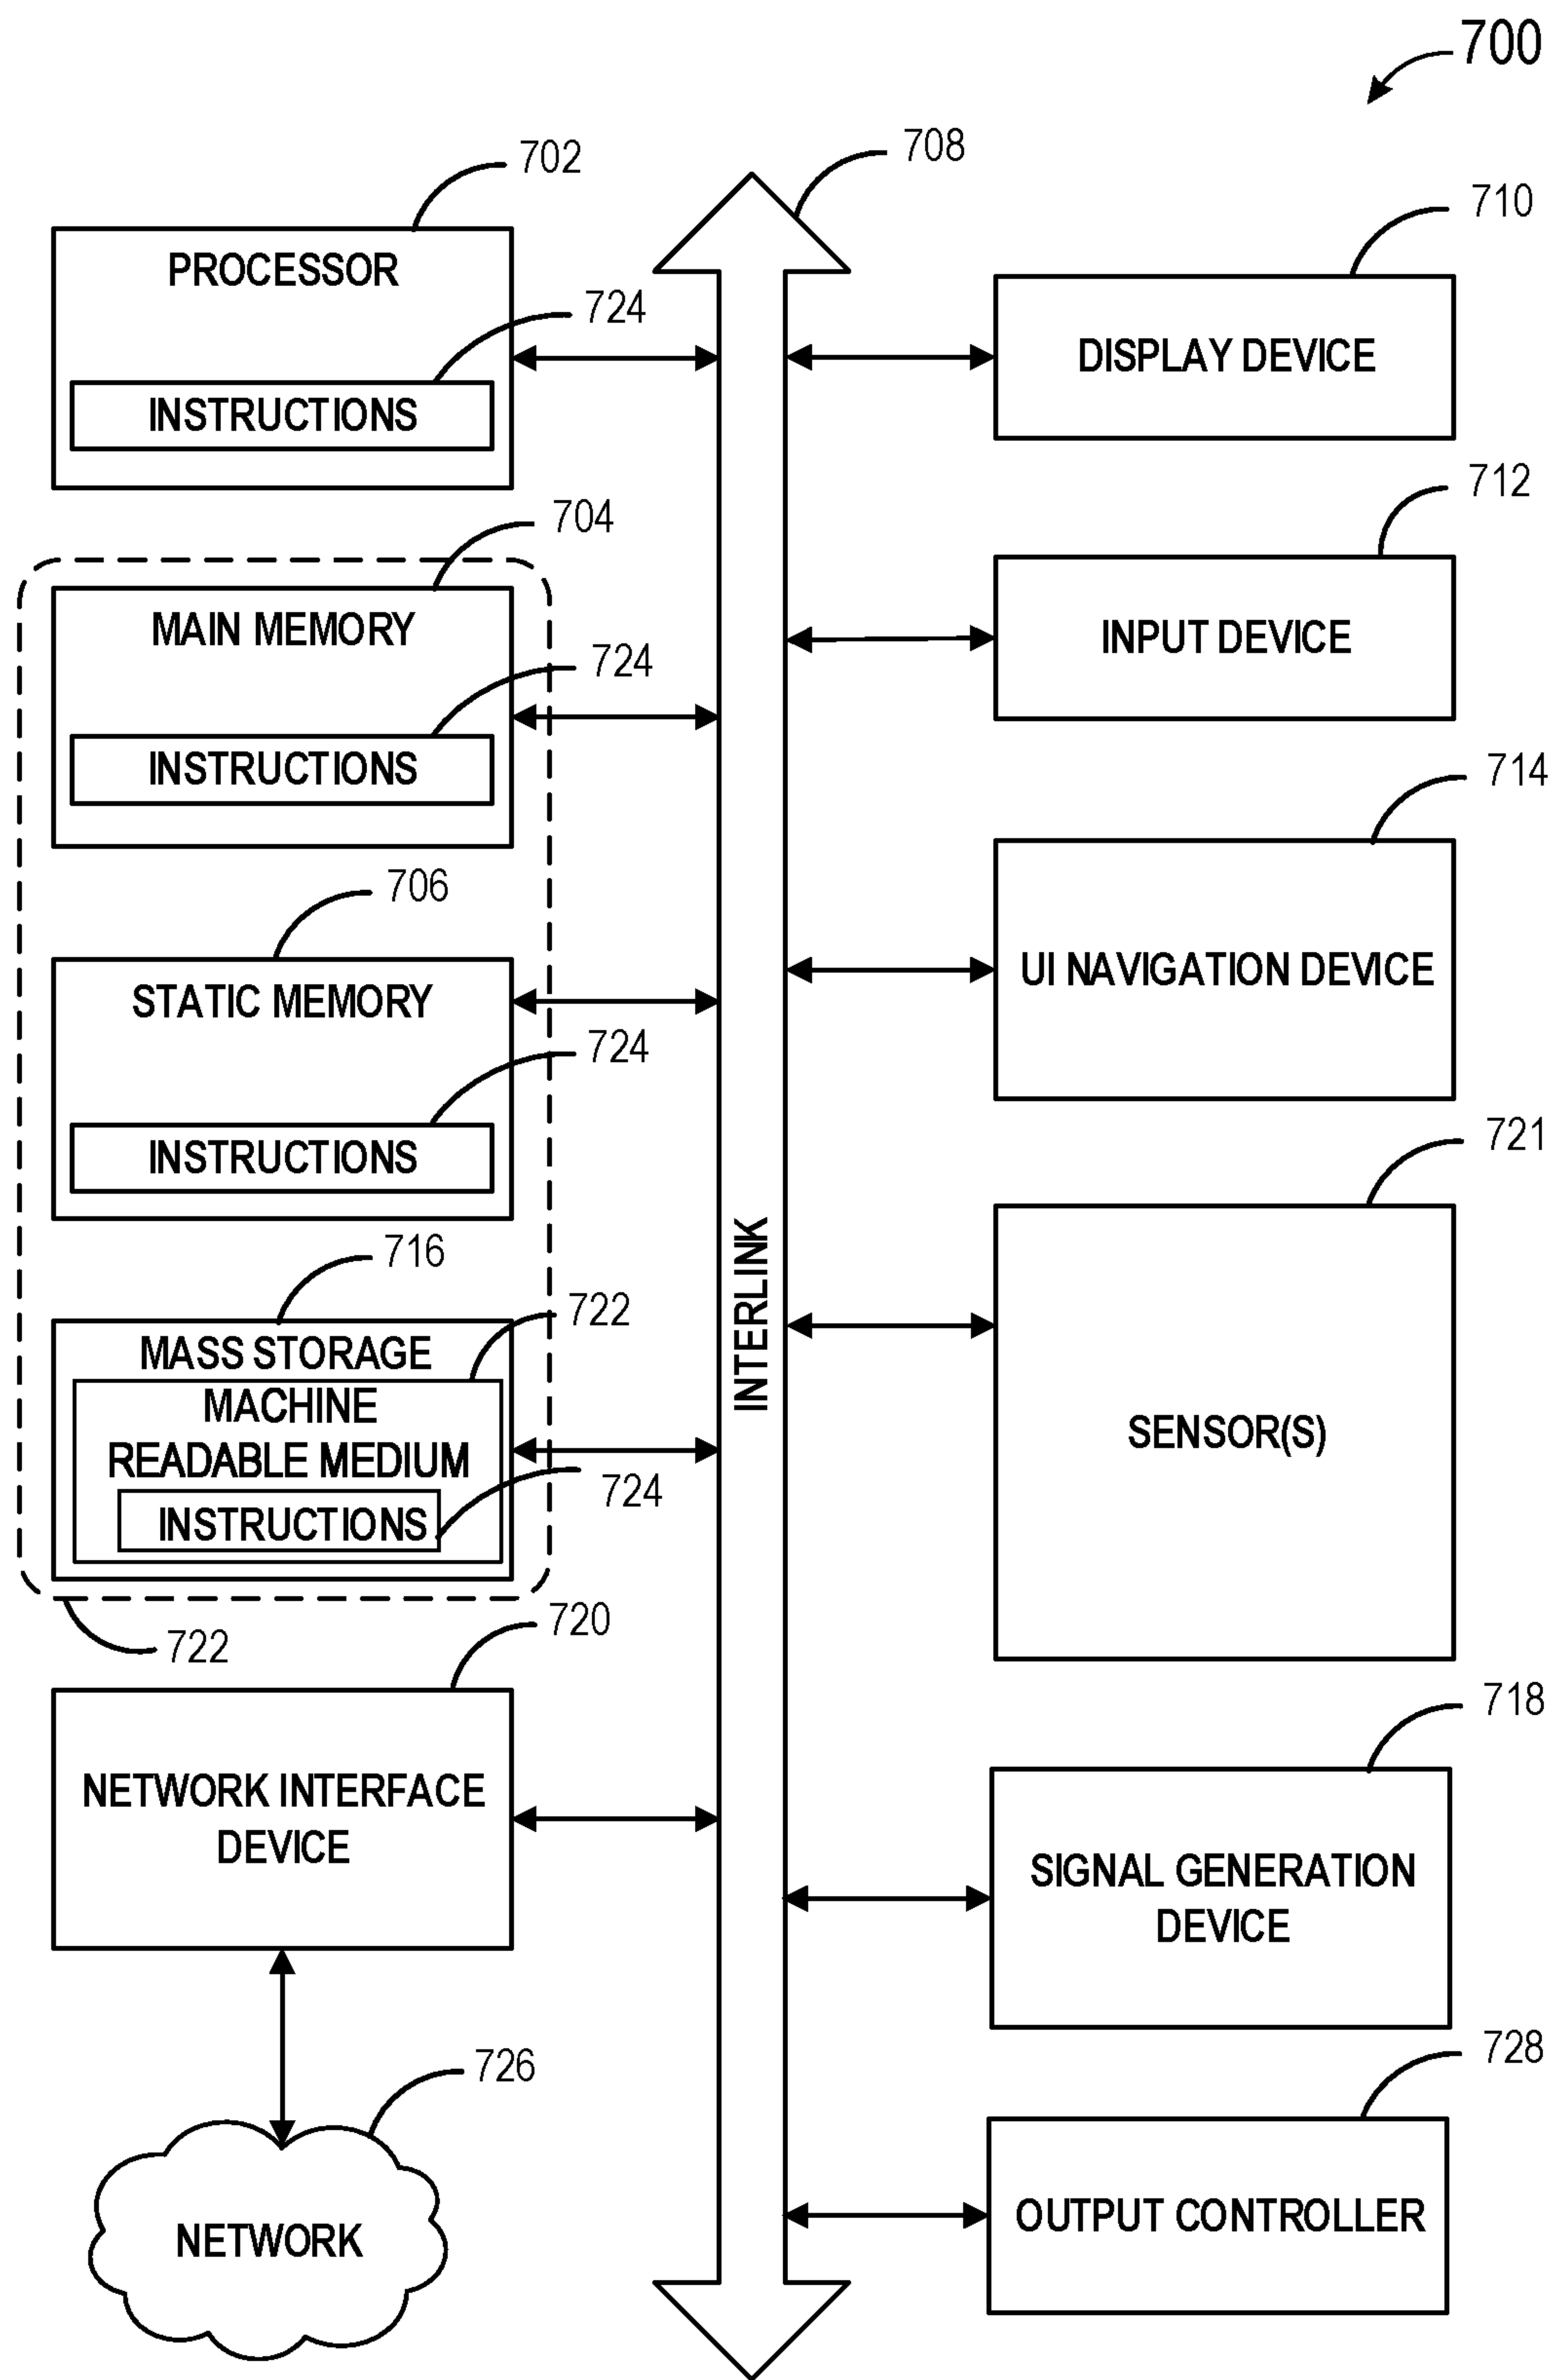 700
702
PROCESSOR
724
INSTRUCTIONS
704
MAIN MEMORY
724
INSTRUCTIONS
706
STATIC MEMORY
724
INSTRUCTIONS
716
722
MASS STORAGE
MACHINE
READABLE MEDIUM
724
INSTRUCTIONS
722
720
NETWORK INTERFACE
DEVICE
726
NETWORK
708
INTERLINK
710
DISPLAY DEVICE
712
INPUT DEVICE
714
UI NAVIGATION DEVICE
721
SENSOR(S)
718
SIGNAL GENERATION
DEVICE
728
OUTPUT CONTROLLER